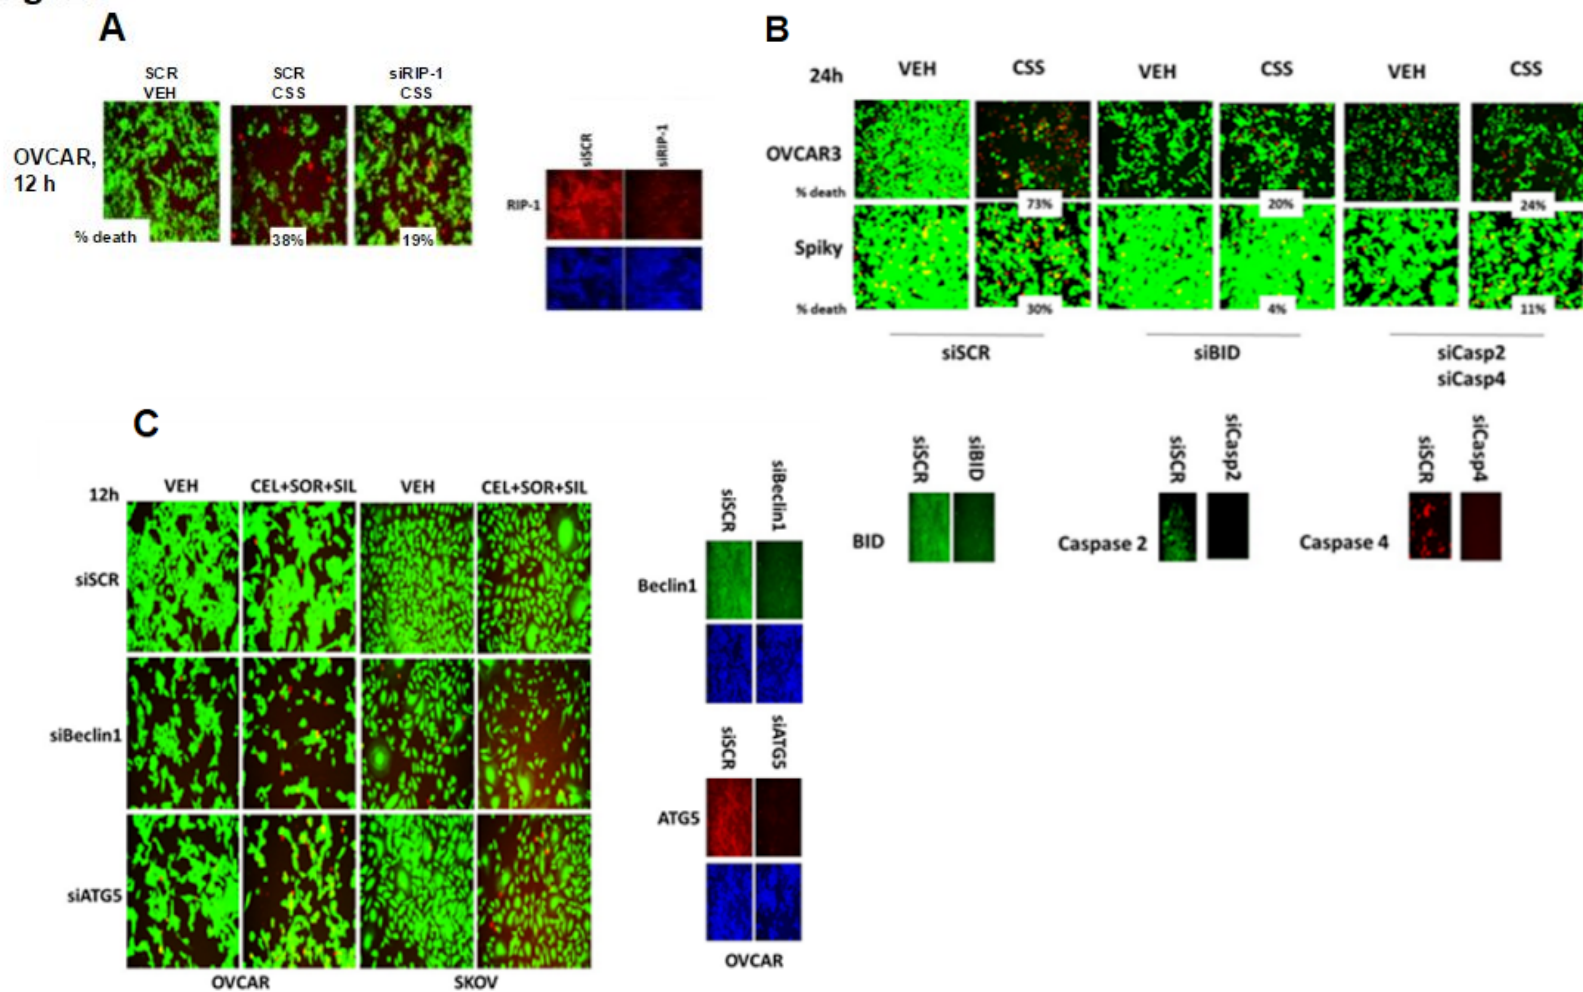 A
SCR
VEH
SCR
CSS
siRIP-1
CSS
OVCAR,
12 h
% death
38%
19%
siSCR
siRIP-1
RIP-1
B
24h
VEH
CSS
VEH
CSS
VEH
CSS
OVCAR3
% death
73%
20%
24%
Spiky
% death
30%
4%
11%
siSCR
siBID
siCasp2
siCasp4
siSCR
siBID
BID
siSCR
siCasp2
Caspase 2
siSCR
siCasp4
Caspase 4
C
12h
VEH
CEL+SOR+SIL
VEH
CEL+SOR+SIL
siSCR
siBeclin1
siATG5
OVCAR
SKOV
siSCR
siBeclin1
Beclin1
siSCR
siATG5
ATG5
OVCAR